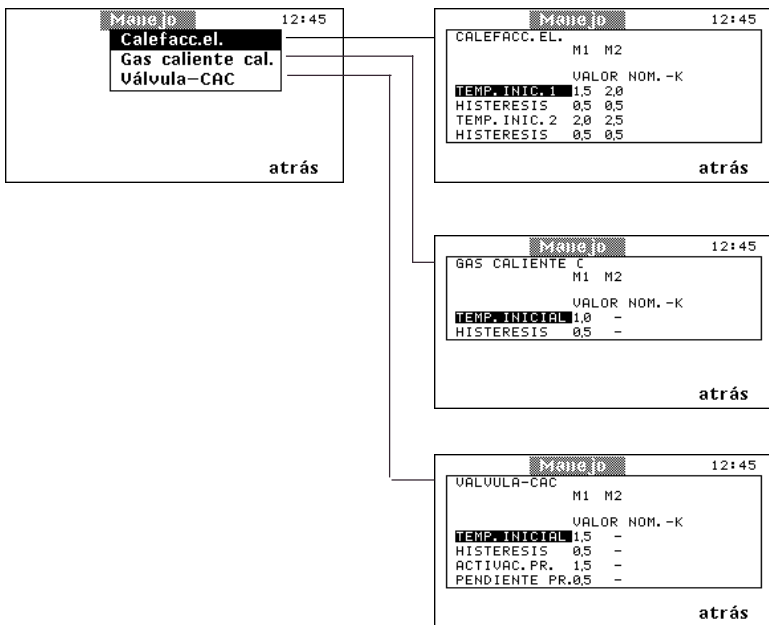 Manejo 12:45
Calefacc.el.
Gas caliente cal.
Válvula-CAC
atrás
Manejo 12:45
CALEFACC.EL.
M1 M2
VALOR NOM.-K
TEMP.INIC.1 1,5 2,0
HISTERESIS 0,5 0,5
TEMP.INIC.2 2,0 2,5
HISTERESIS 0,5 0,5
atrás
Manejo 12:45
GAS CALIENTE C
M1 M2
VALOR NOM.-K
TEMP.INICIAL 1,0 -
HISTERESIS 0,5 -
atrás
Manejo 12:45
VALVULA-CAC
M1 M2
VALOR NOM.-K
TEMP.INICIAL 1,5 -
HISTERESIS 0,5 -
ACTIVAC.PR. 1,5 -
PENDIENTE PR.0,5 -
atrás